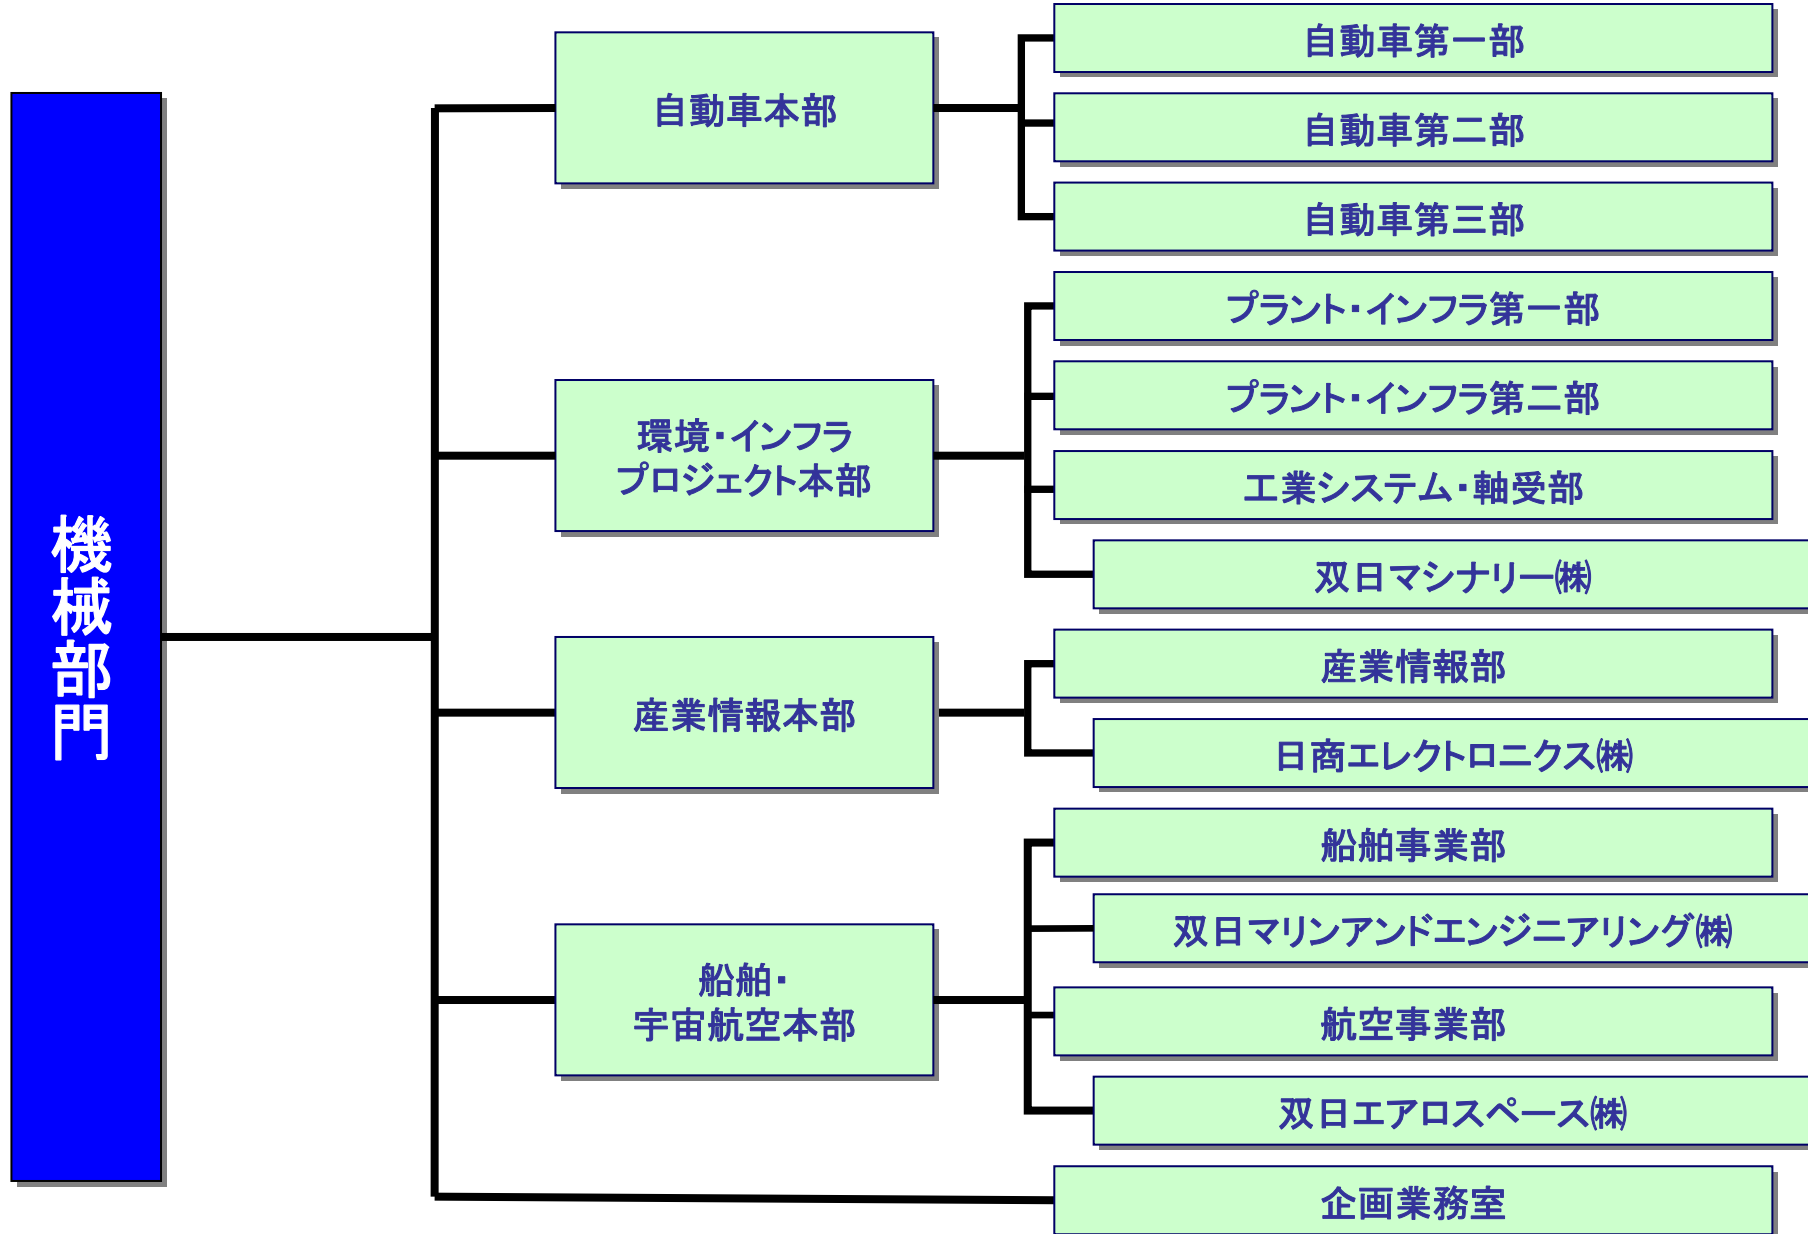 機械部門
自動車本部
自動車第一部
自動車第二部
自動車第三部
環境・インフラ
プロジェクト本部
プラント・インフラ第一部
プラント・インフラ第二部
工業システム・軸受部
双日マシナリー㈱
産業情報本部
産業情報部
日商エレクトロニクス㈱
船舶・
宇宙航空本部
船舶事業部
双日マリンアンドエンジニアリング㈱
航空事業部
双日エアロスペース㈱
企画業務室